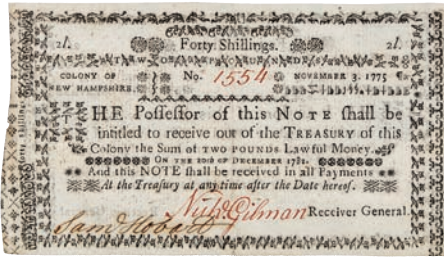 2l. Forty Shillings. 2l.
COLONY OF No. 1554 NOVEMBER 3. 1775
NEW HAMPSHIRE.
THE Possessor of this NOTE shall be
intitled to receive out of the TREASURY of this
Colony the Sum of TWO POUNDS Lawful Money.
ON THE 20th OF DECEMBER 1781.
And this NOTE shall be received in all Payments
At the Treasury at any time after the Date hereof.
Nich. Gilman Receiver General.
Sam Hobart
forty shillings